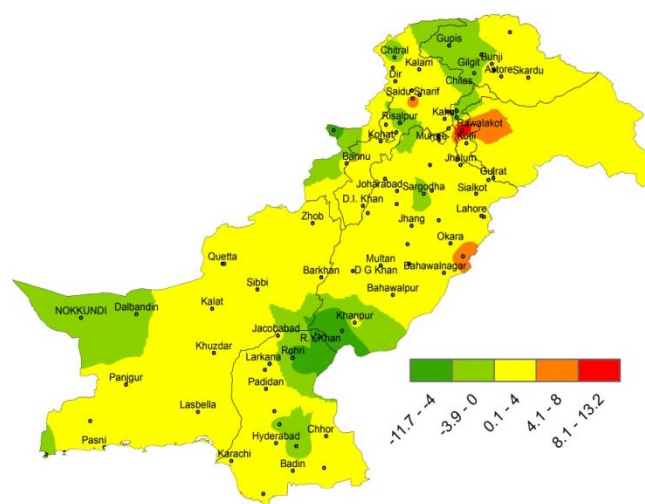 Chitral
Gupis
Kalam
Gilgit
Bunji
Dir
Astore
Skardu
Chilas
Saidu Sharif
Risalpur
Kakul
Rawalakot
Kohat
Murree
Kotli
Bannu
Jhalum
Gujrat
Joharabad
Sargodha
Sialkot
D.I. Khan
Zhob
Jhang
Lahore
Okara
Quetta
Multan
D G Khan
Bahawalnagar
Sibbi
Barkhan
Bahawalpur
NOKKUNDI
Dalbandin
Kalat
Khanpur
Jacobabad
R.Y.Khan
Khuzdar
Larkana
Rohri
Panjgur
Padidan
Lasbella
Pasni
Hyderabad
Chhor
Karachi
Badin
-11.7 - -4
-3.9 - 0
0.1 - 4
4.1 - 8
8.1 - 13.2